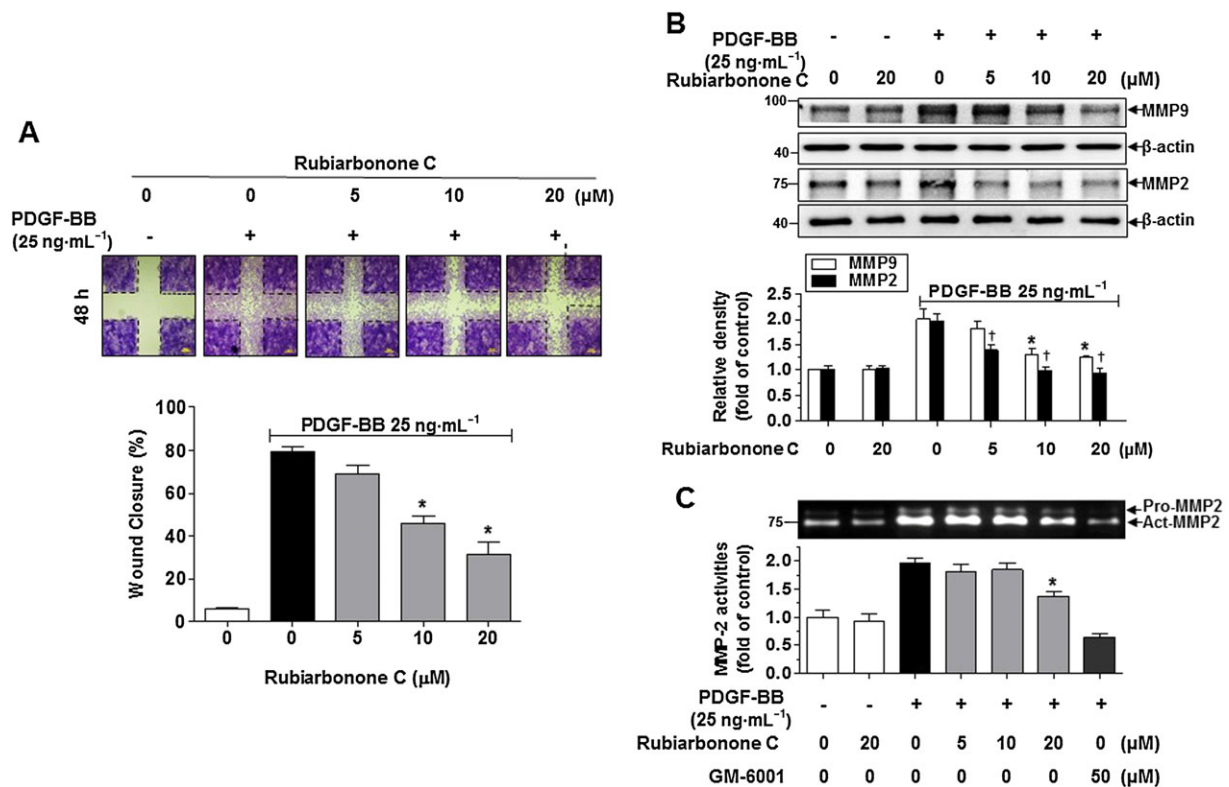 A
Rubiarbonone C
0 0 5 10 20 (μM)
PDGF-BB
(25 ng·mL⁻¹) - + + + +
48 h
100
80
60
40
20
0
Wound Closure (%)
PDGF-BB 25 ng·mL⁻¹
* *
0 0 5 10 20
Rubiarbonone C (μM)
B
PDGF-BB - - + + + +
(25 ng·mL⁻¹)
Rubiarbonone C 0 20 0 5 10 20 (μM)
100
MMP9
40
β-actin
75
MMP2
40
β-actin
MMP9
MMP2
PDGF-BB 25 ng·mL⁻¹
2.5
2.0
1.5
1.0
0.5
0.0
Relative density
(fold of control)
† * † * †
Rubiarbonone C 0 20 0 5 10 20 (μM)
C
Pro-MMP2
75
Act-MMP2
2.0
1.5
1.0
0.5
0.0
MMP-2 activities
(fold of control)
*
PDGF-BB - - + + + + +
(25 ng·mL⁻¹)
Rubiarbonone C 0 20 0 5 10 20 0 (μM)
GM-6001 0 0 0 0 0 0 50 (μM)